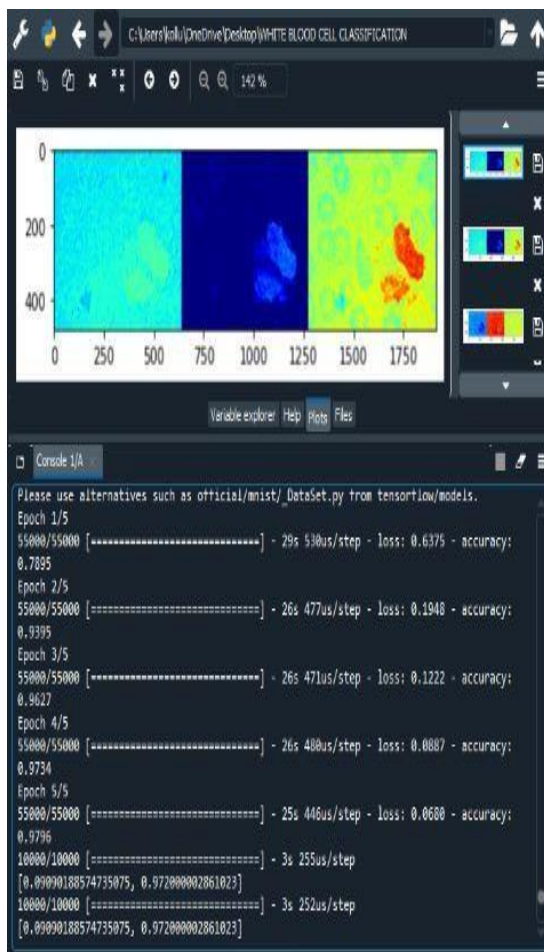 C:\Users\kollu\OneDrive\Desktop\WHITE BLOOD CELL CLASSIFICATION
142 %
0
200
400
0 250 500 750 1000 1250 1500 1750
Variable explorer Help Plots Files
Console 1/A
Please use alternatives such as official/mnist/_DataSet.py from tensorflow/models.
Epoch 1/5
55000/55000 [==============================] - 29s 530us/step - loss: 0.6375 - accuracy:
0.7895
Epoch 2/5
55000/55000 [==============================] - 26s 477us/step - loss: 0.1948 - accuracy:
0.9395
Epoch 3/5
55000/55000 [==============================] - 26s 471us/step - loss: 0.1222 - accuracy:
0.9627
Epoch 4/5
55000/55000 [==============================] - 26s 480us/step - loss: 0.0887 - accuracy:
0.9734
Epoch 5/5
55000/55000 [==============================] - 25s 446us/step - loss: 0.0680 - accuracy:
0.9796
10000/10000 [==============================] - 3s 255us/step
[0.09090188574735075, 0.972000002861023]
10000/10000 [==============================] - 3s 252us/step
[0.09090188574735075, 0.972000002861023]